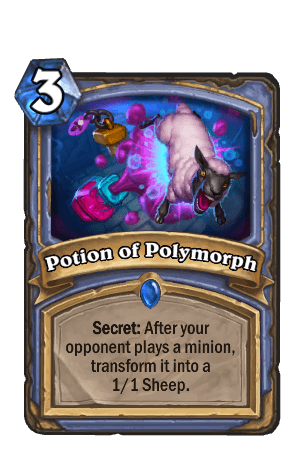 3
Potion of Polymorph
Secret: After your
opponent plays a minion,
transform it into a
1/1 Sheep.